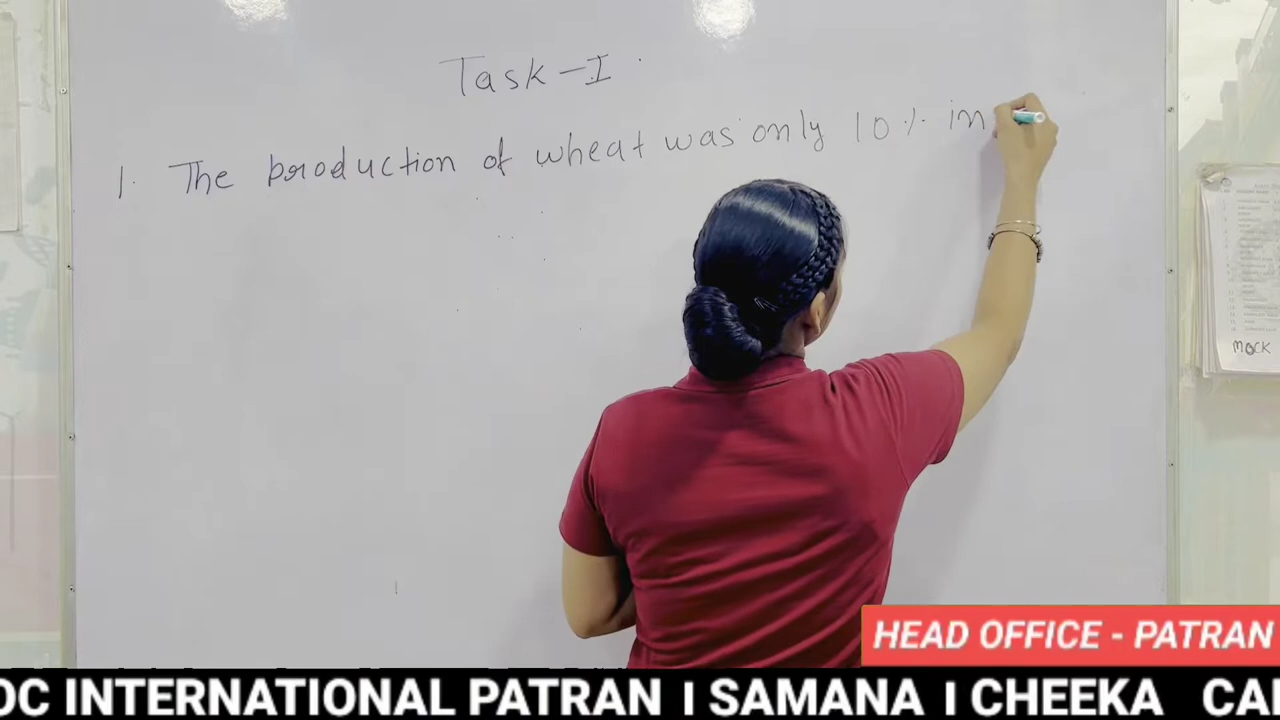 Task - I
1. The production of wheat was only 10% in
MOCK
HEAD OFFICE - PATRAN
OC INTERNATIONAL PATRAN I SAMANA I CHEEKA CA